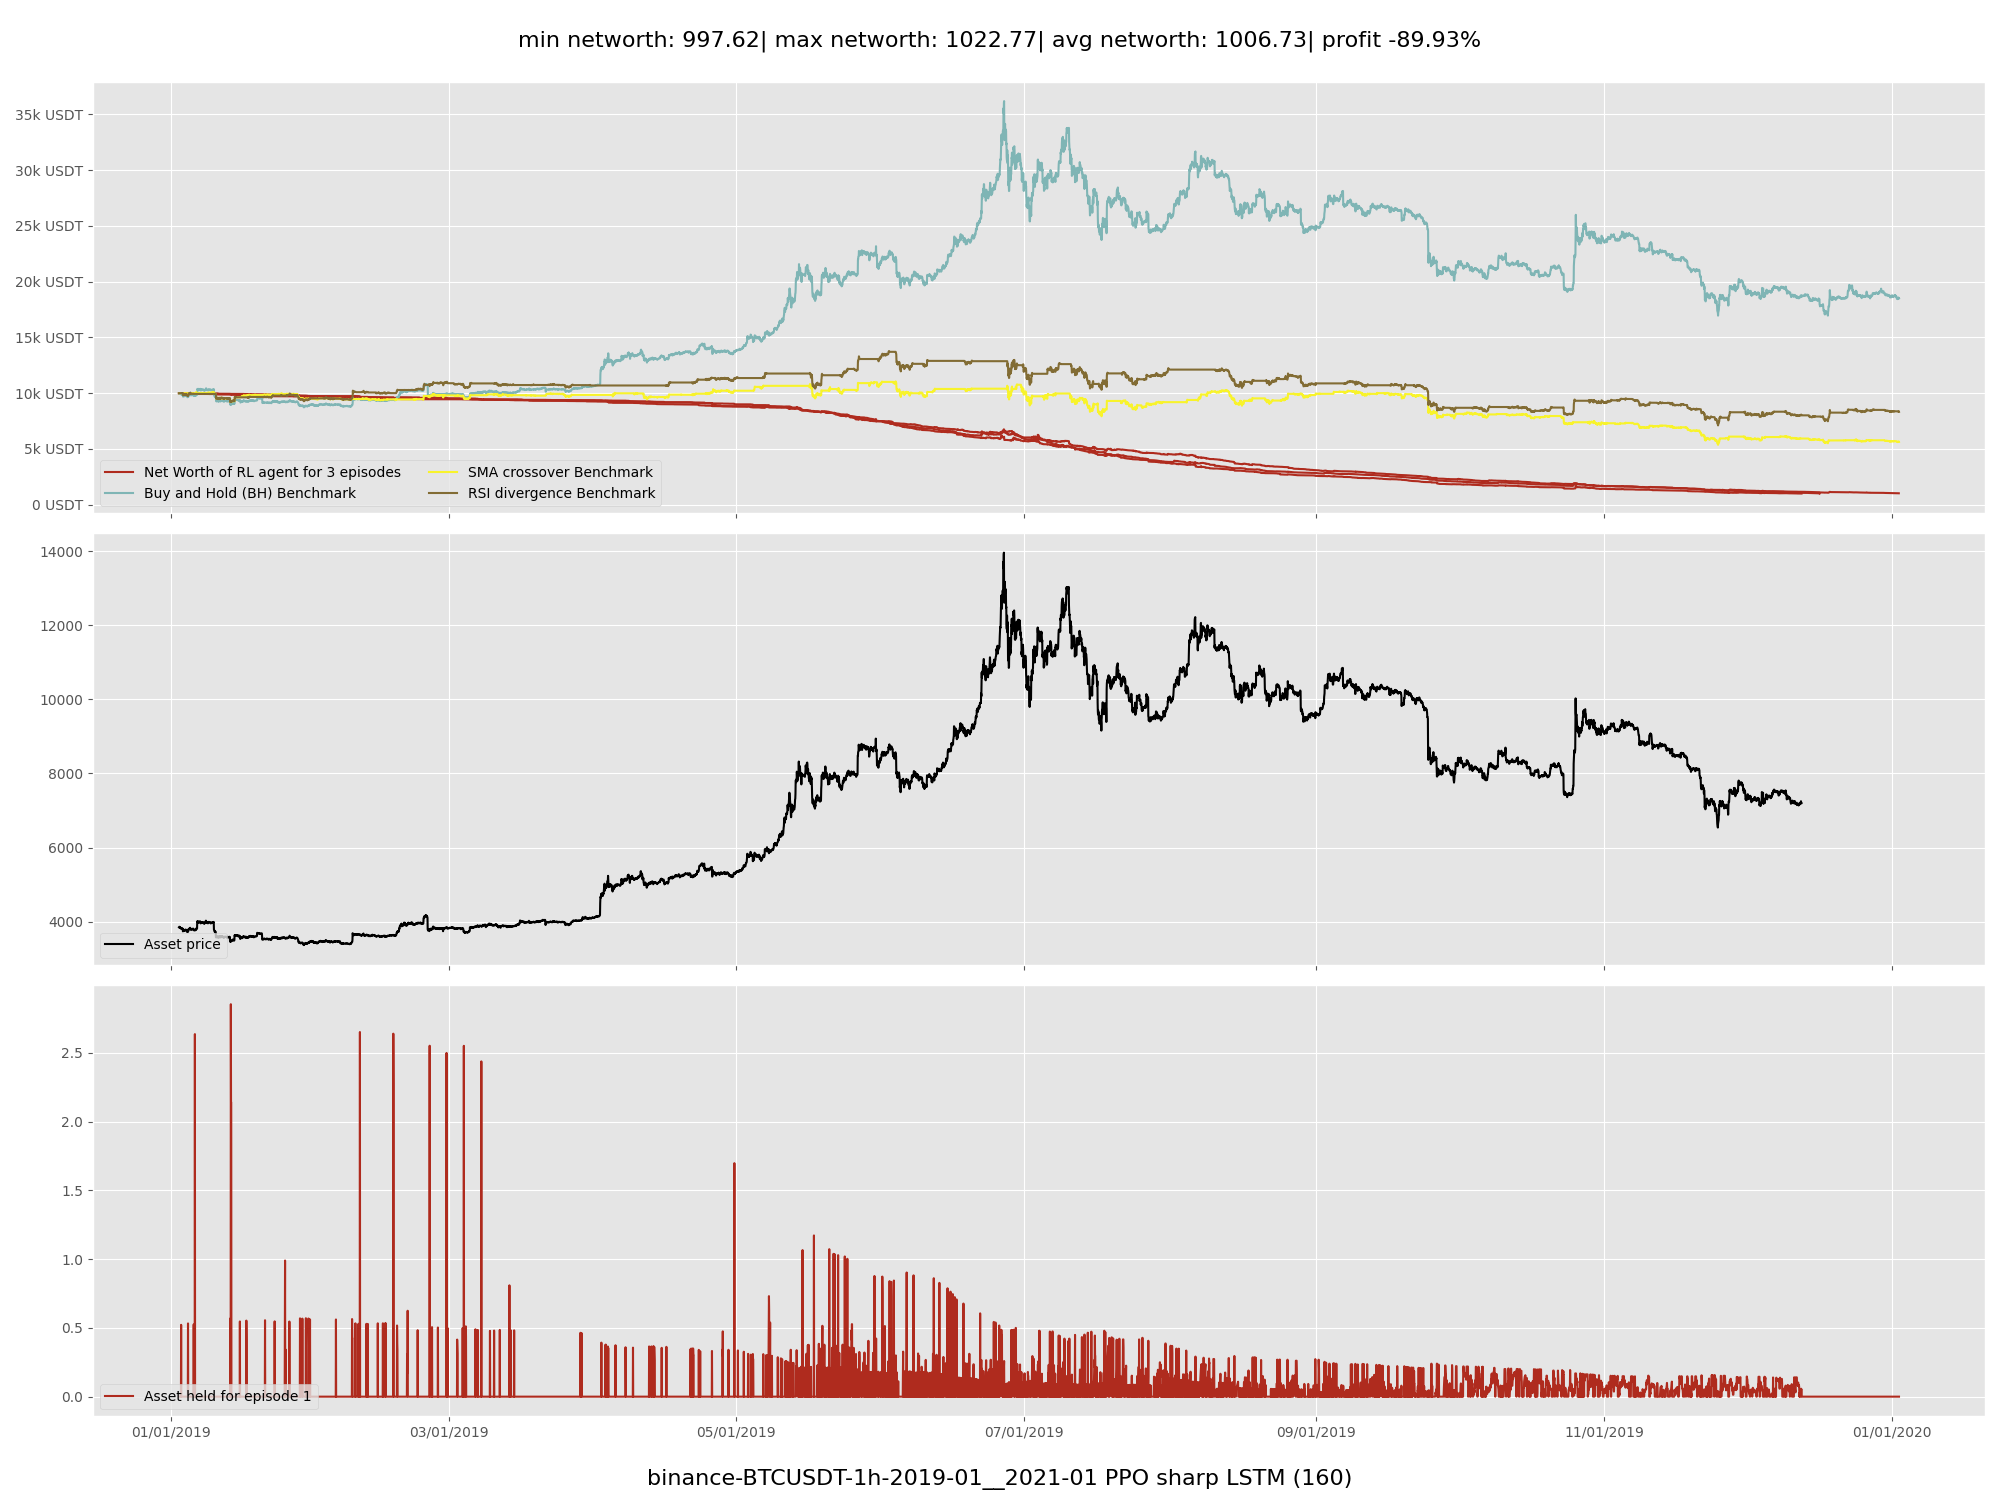 min networth: 997.62| max networth: 1022.77| avg networth: 1006.73| profit -89.93%
35k USDT
30k USDT
25k USDT
20k USDT
15k USDT
10k USDT
5k USDT
0 USDT
Net Worth of RL agent for 3 episodes
Buy and Hold (BH) Benchmark
SMA crossover Benchmark
RSI divergence Benchmark
14000
12000
10000
8000
6000
4000
Asset price
2.5
2.0
1.5
1.0
0.5
0.0
Asset held for episode 1
01/01/2019 03/01/2019 05/01/2019 07/01/2019 09/01/2019 11/01/2019 01/01/2020
binance-BTCUSDT-1h-2019-01__2021-01 PPO sharp LSTM (160)